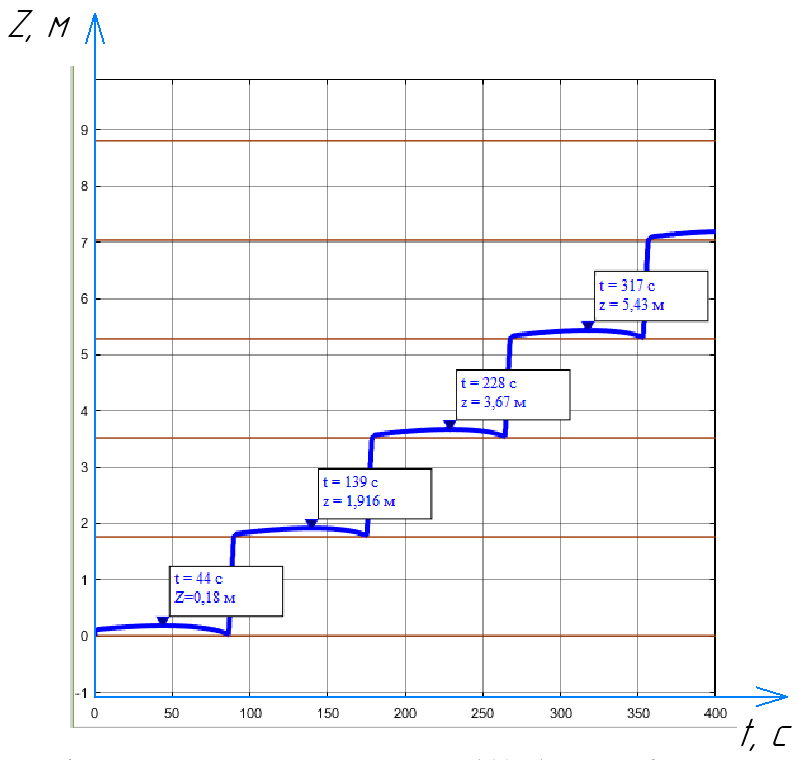 Z, м
9
8
7
t = 317 с
z = 5,43 м
6
5
t = 228 с
z = 3,67 м
4
3
t = 139 с
z = 1,916 м
2
t = 44 с
Z=0,18 м
1
0
-1
0 50 100 150 200 250 300 350 400
t, с